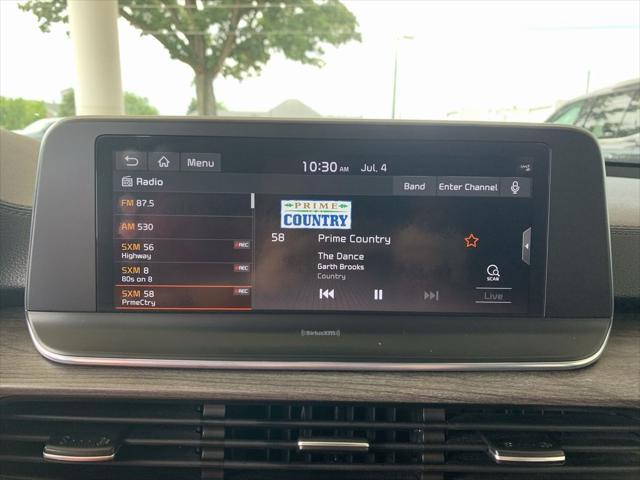 Menu
10:30 AM Jul. 4
Radio
Band
Enter Channel
FM 87.5
AM 530
SXM 56
REC
Highway
SXM 8
REC
80s on 8
SXM 58
REC
PrmeCtry
PRIME
COUNTRY
58 Prime Country
The Dance
Garth Brooks
Country
SCAN
Live
SiriusXM